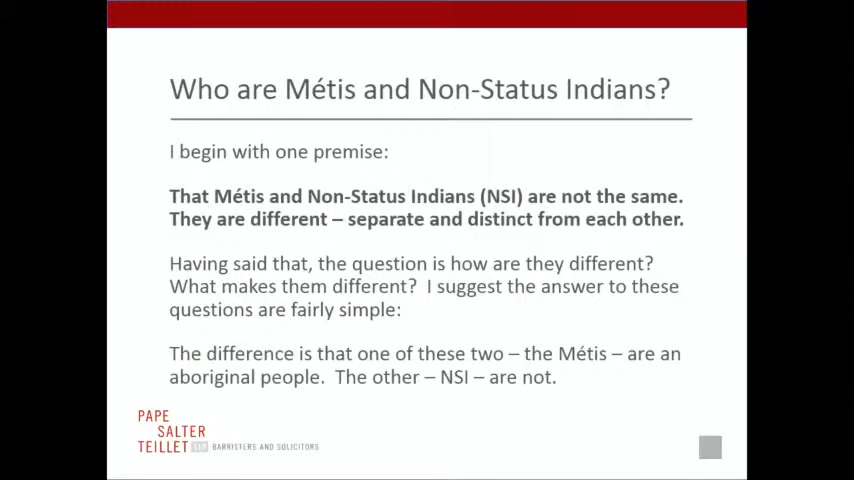 Who are Métis and Non-Status Indians?
I begin with one premise:
That Métis and Non-Status Indians (NSI) are not the same.
They are different – separate and distinct from each other.
Having said that, the question is how are they different?
What makes them different?  I suggest the answer to these
questions are fairly simple:
The difference is that one of these two – the Métis – are an
aboriginal people.  The other – NSI – are not.
PAPE
SALTER
TEILLET LLP BARRISTERS AND SOLICITORS